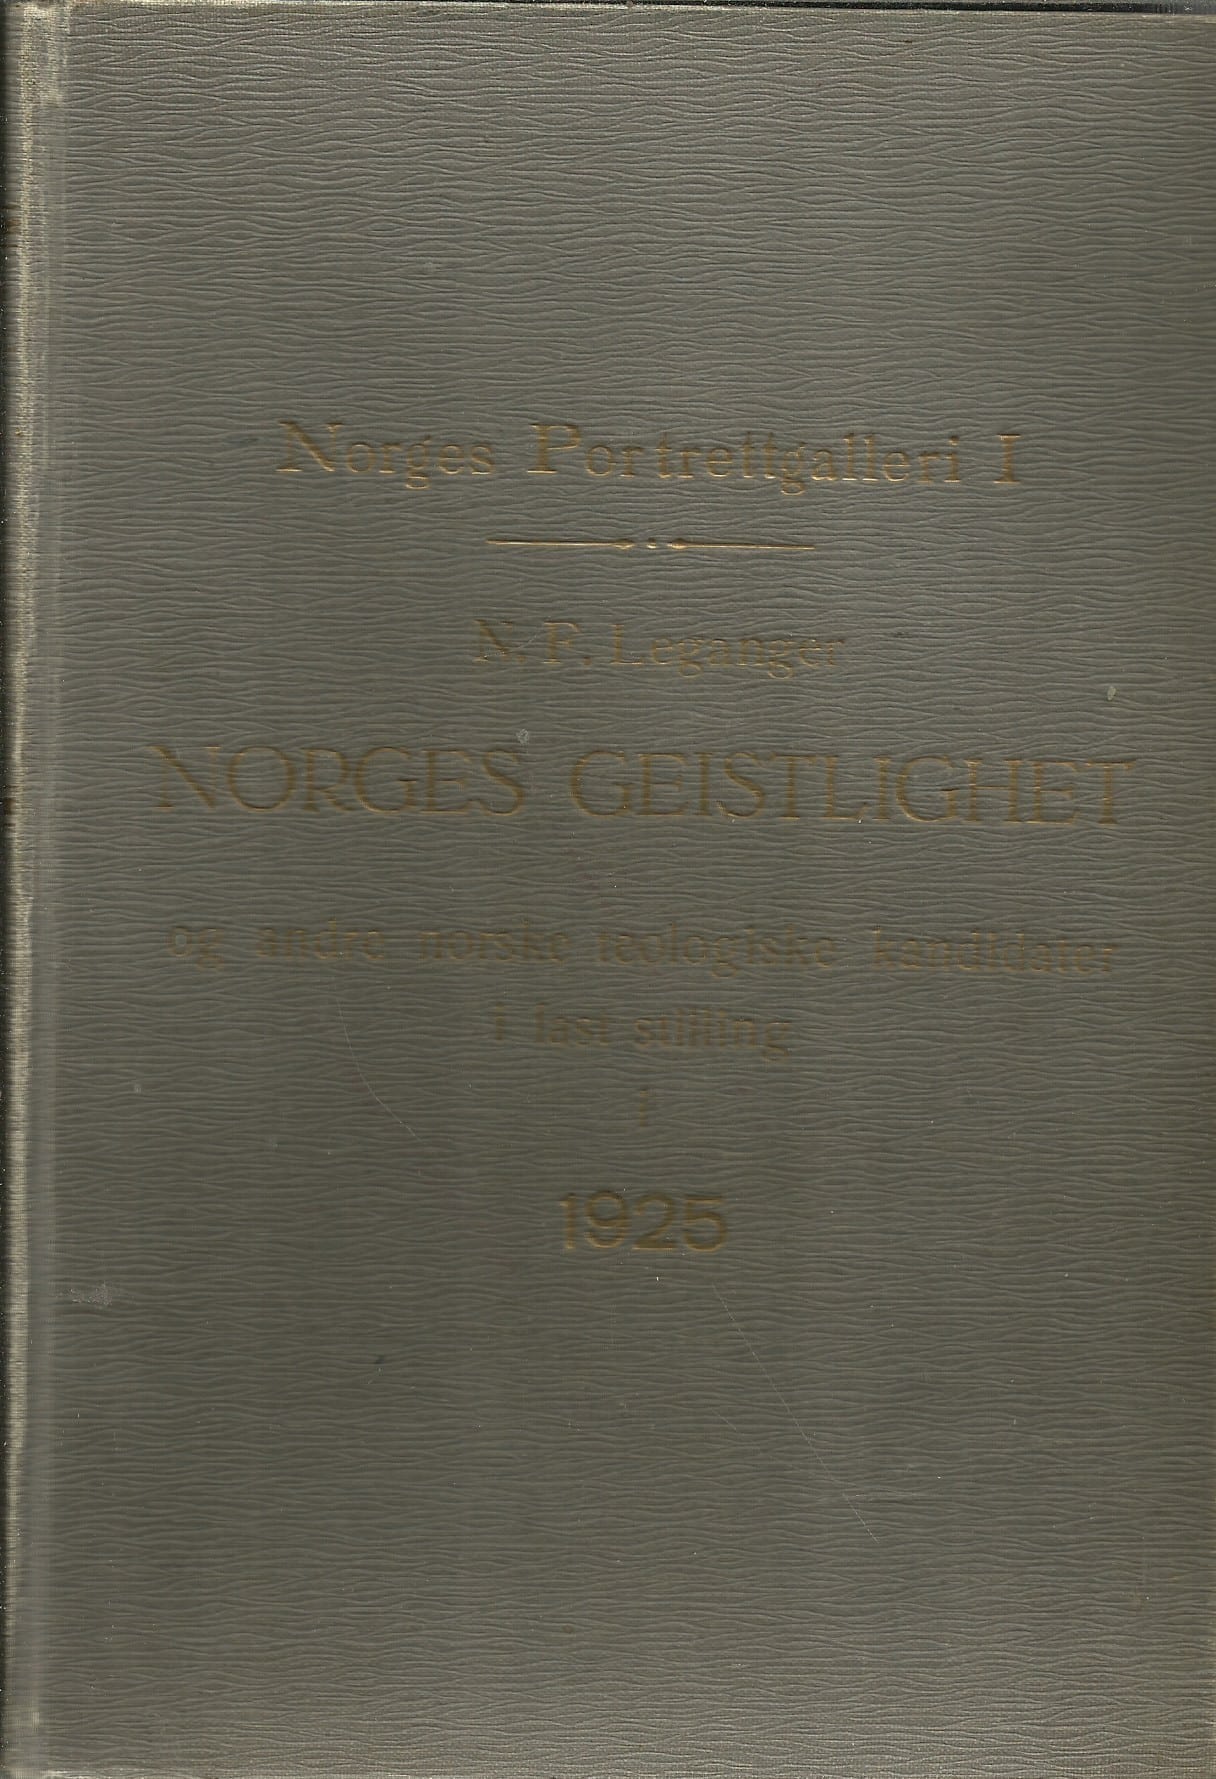 Norges Portrettgalleri I
N. F. Leganger
NORGES GEISTLIGHET
og andre norske teologiske kandidater
i fast stilling
I
1925